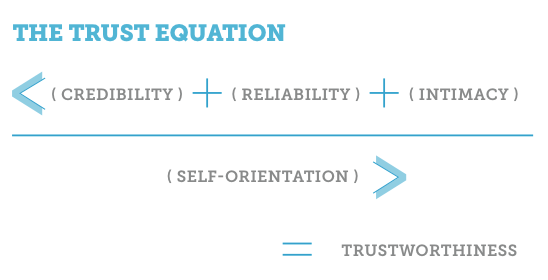 THE TRUST EQUATION
< ( CREDIBILITY ) + ( RELIABILITY ) + ( INTIMACY )
( SELF-ORIENTATION ) >
= TRUSTWORTHINESS